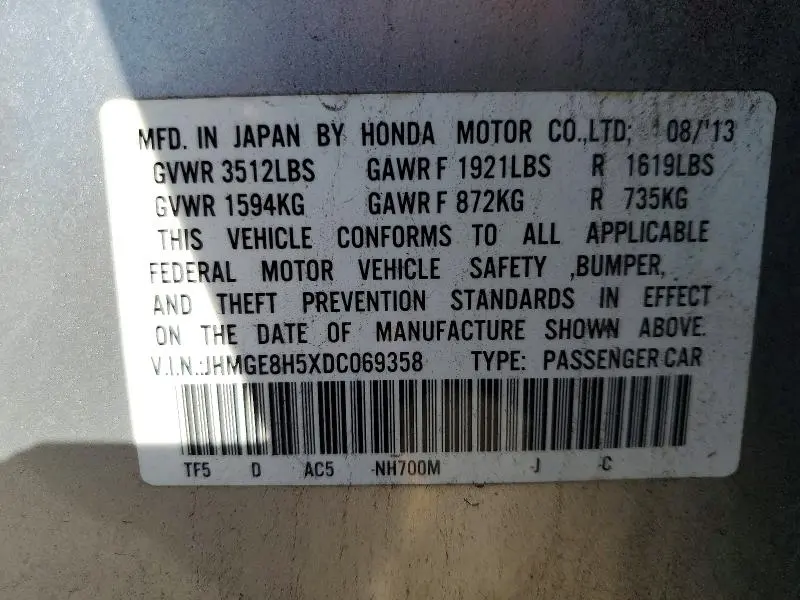 MFD. IN JAPAN BY HONDA MOTOR CO.,LTD; 08/'13
GVWR 3512LBS GAWR F 1921LBS R 1619LBS
GVWR 1594KG GAWR F 872KG R 735KG
THIS VEHICLE CONFORMS TO ALL APPLICABLE
FEDERAL MOTOR VEHICLE SAFETY ,BUMPER,
AND THEFT PREVENTION STANDARDS IN EFFECT
ON THE DATE OF MANUFACTURE SHOWN ABOVE.
V.I.N.:JHMGE8H5XDC069358 TYPE: PASSENGER CAR
TF5 D AC5 -NH700M -J -C